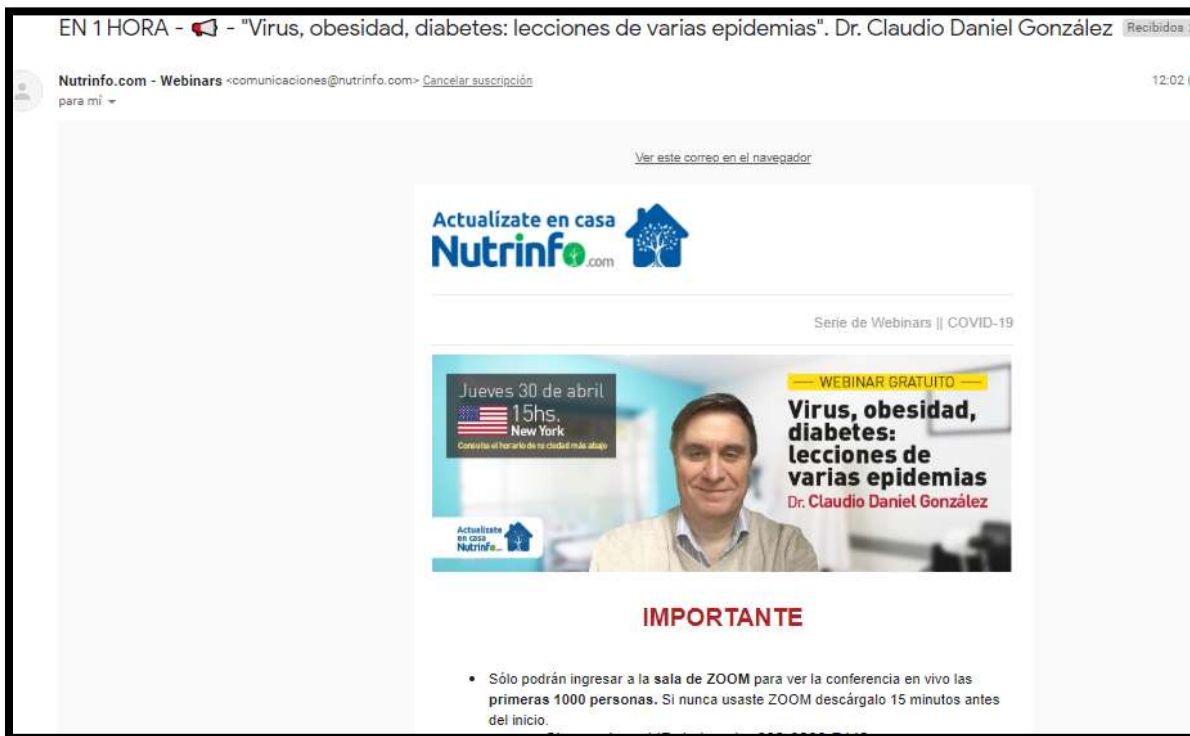 EN 1 HORA - 📢 - "Virus, obesidad, diabetes: lecciones de varias epidemias". Dr. Claudio Daniel González Recibidos
Nutrinfo.com - Webinars <comunicaciones@nutrinfo.com> Cancelar suscripción
12:02
para mí
Ver este correo en el navegador
Actualízate en casa
Nutrinfo.com
Serie de Webinars || COVID-19
Jueves 30 de abril
15hs.
New York
Consulta el horario de tu ciudad más abajo
WEBINAR GRATUITO
Virus, obesidad,
diabetes:
lecciones de
varias epidemias
Dr. Claudio Daniel González
Actualízate
en casa
Nutrinfo
IMPORTANTE
• Sólo podrán ingresar a la sala de ZOOM para ver la conferencia en vivo las
primeras 1000 personas. Si nunca usaste ZOOM descárgalo 15 minutos antes
del inicio.